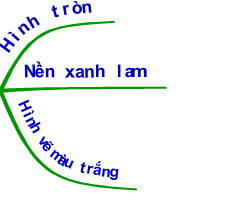 Hình tròn
Nền xanh lam
Hình vẽ màu trắng